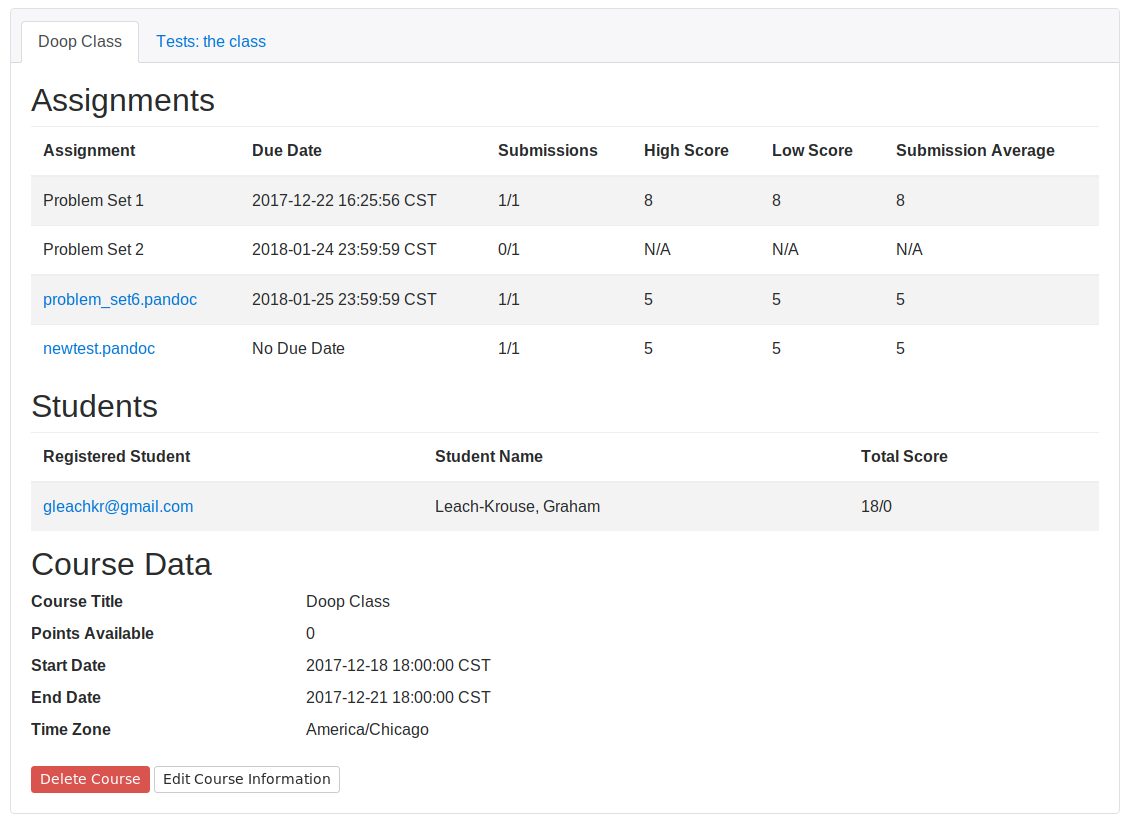 Doop Class Tests: the class
Assignments
Assignment Due Date Submissions High Score Low Score Submission Average
Problem Set 1 2017-12-22 16:25:56 CST 1/1 8 8 8
Problem Set 2 2018-01-24 23:59:59 CST 0/1 N/A N/A N/A
problem_set6.pandoc 2018-01-25 23:59:59 CST 1/1 5 5 5
newtest.pandoc No Due Date 1/1 5 5 5
Students
Registered Student Student Name Total Score
gleachkr@gmail.com Leach-Krouse, Graham 18/0
Course Data
Course Title Doop Class
Points Available 0
Start Date 2017-12-18 18:00:00 CST
End Date 2017-12-21 18:00:00 CST
Time Zone America/Chicago
Delete Course Edit Course Information